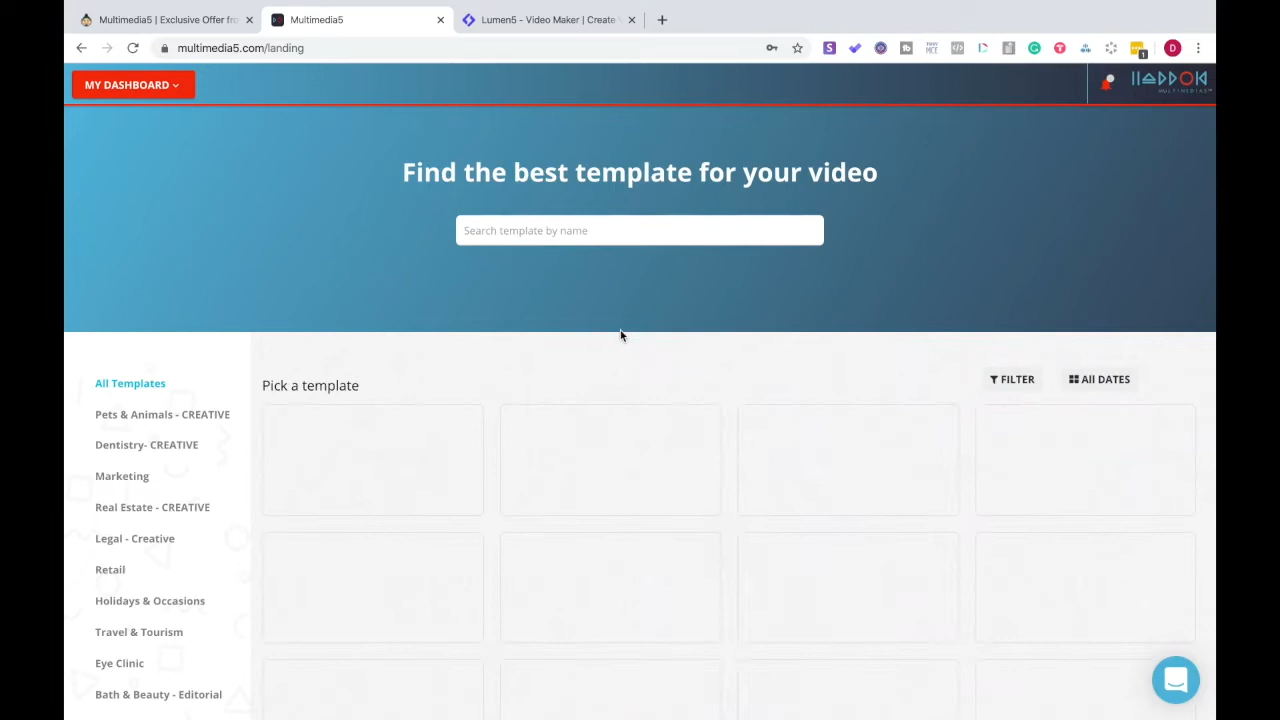 Multimedia5 | Exclusive Offer fro
Multimedia5
Lumen5 - Video Maker | Create
multimedia5.com/landing
1
D
MY DASHBOARD
MULTIMEDIA5
Find the best template for your video
Search template by name
All Templates
Pick a template
FILTER
All DATES
Pets & Animals - CREATIVE
Dentistry- CREATIVE
Marketing
Real Estate - CREATIVE
Legal - Creative
Retail
Holidays & Occasions
Travel & Tourism
Eye Clinic
Bath & Beauty - Editorial